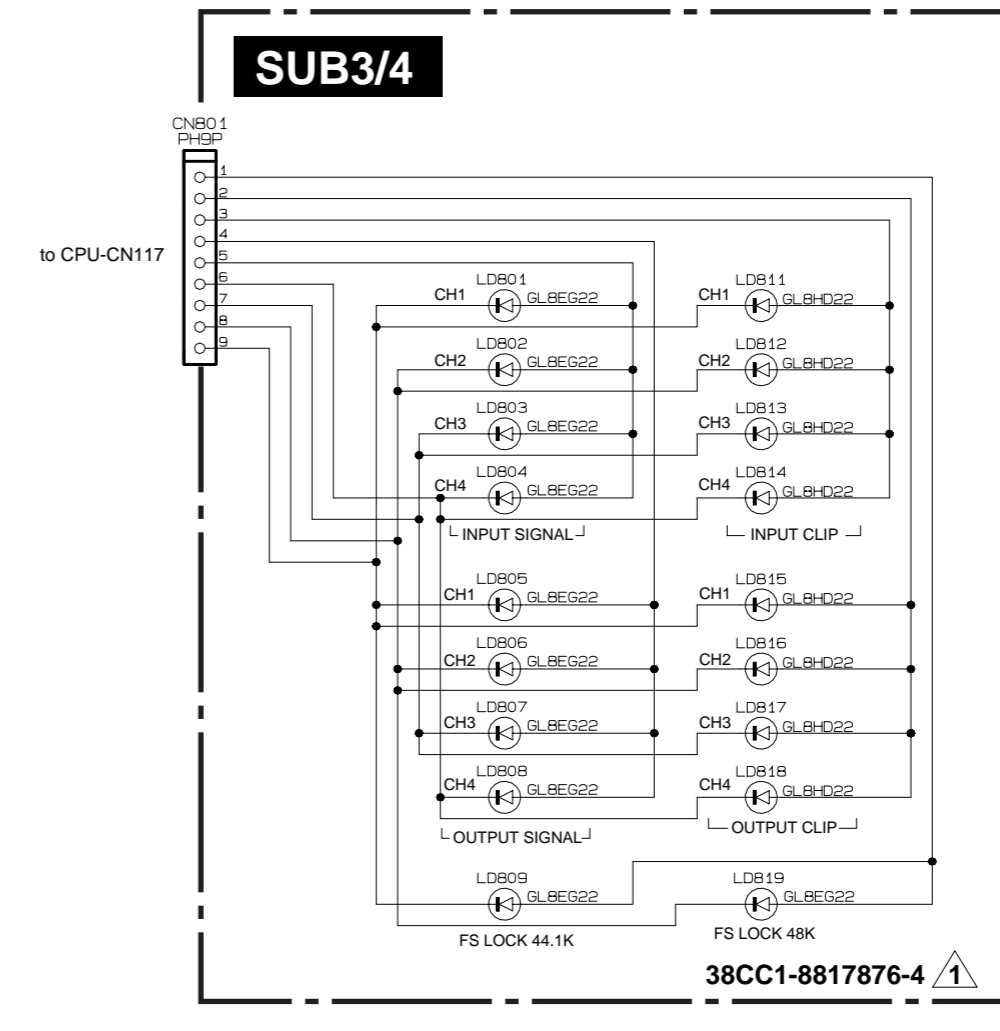 SUB3/4
CN801
PH9P
1
2
3
4
5
6
7
8
9
to CPU-CN117
LD801
CH1 GL8EG22
LD811
CH1 GL8HD22
LD802
CH2 GL8EG22
LD812
CH2 GL8HD22
LD803
CH3 GL8EG22
LD813
CH3 GL8HD22
LD804
CH4 GL8EG22
LD814
CH4 GL8HD22
INPUT SIGNAL
INPUT CLIP
LD805
CH1 GL8EG22
LD815
CH1 GL8HD22
LD806
CH2 GL8EG22
LD816
CH2 GL8HD22
LD807
CH3 GL8EG22
LD817
CH3 GL8HD22
LD808
CH4 GL8EG22
LD818
CH4 GL8HD22
OUTPUT SIGNAL
OUTPUT CLIP
LD809
GL8EG22
FS LOCK 44.1K
LD819
GL8EG22
FS LOCK 48K
38CC1-8817876-4 1